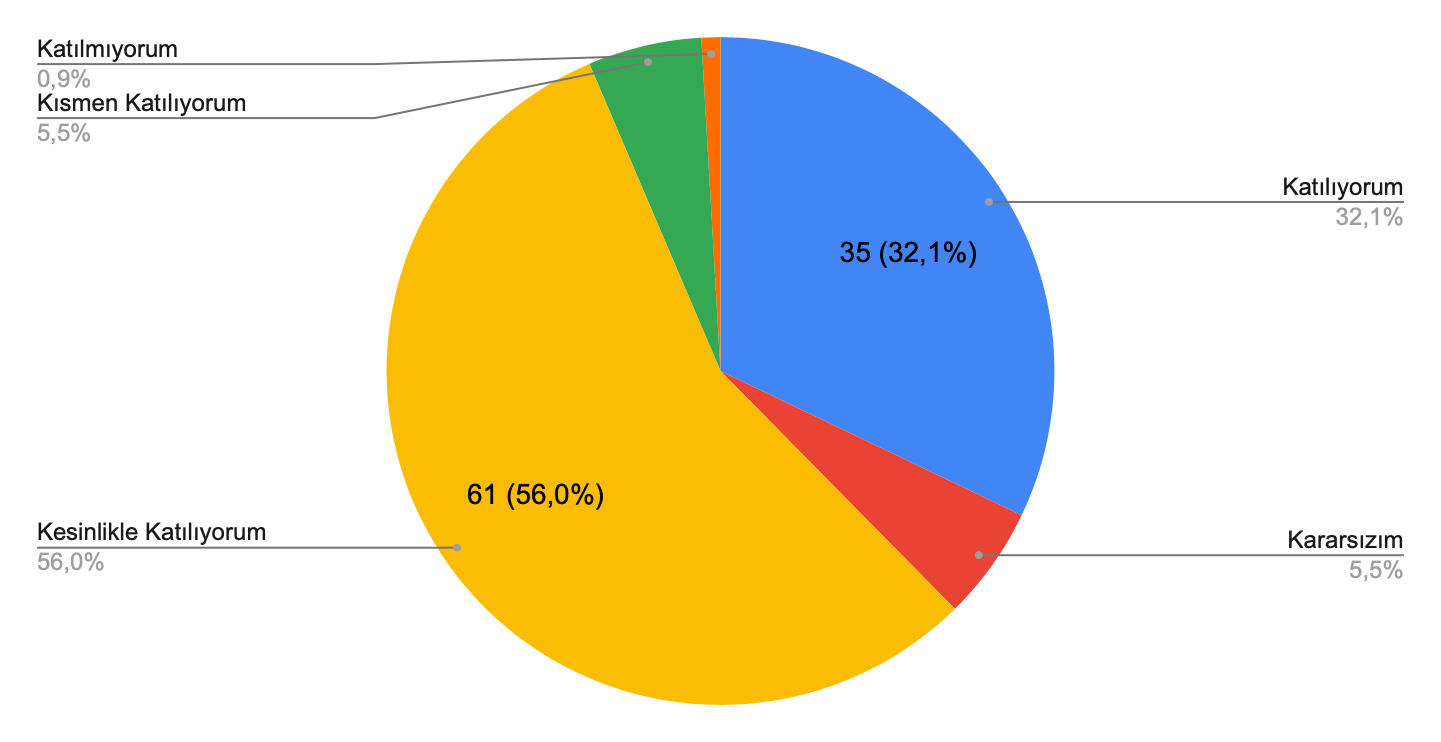 Katılmıyorum
0,9%
Kısmen Katılıyorum
5,5%
Katılıyorum
32,1%
35 (32,1%)
61 (56,0%)
Kesinlikle Katılıyorum
56,0%
Kararsızım
5,5%